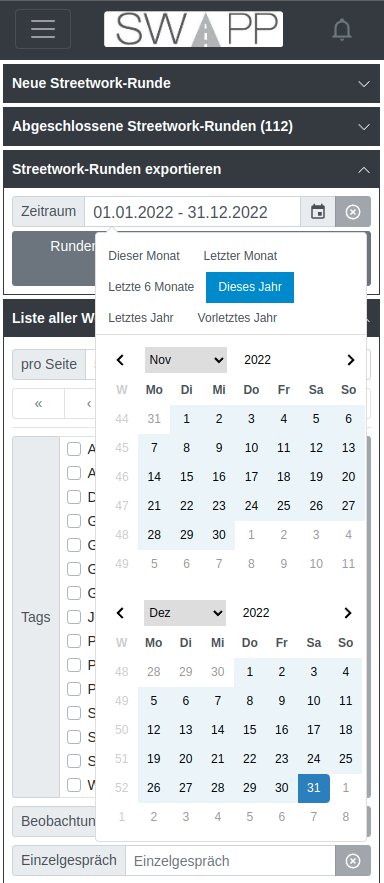 SWAPP
Neue Streetwork-Runde
Abgeschlossene Streetwork-Runden (112)
Streetwork-Runden exportieren
Zeitraum 01.01.2022 - 31.12.2022
Runden
Dieser Monat Letzter Monat
Letzte 6 Monate Dieses Jahr
Letztes Jahr Vorletztes Jahr
Liste aller W
pro Seite
« ‹
Tags
A
A
D
G
G
G
G
J
P
P
P
S
S
S
W
Nov 2022
W Mo Di Mi Do Fr Sa So
44 31 1 2 3 4 5 6
45 7 8 9 10 11 12 13
46 14 15 16 17 18 19 20
47 21 22 23 24 25 26 27
48 28 29 30 1 2 3 4
49 5 6 7 8 9 10 11
Dez 2022
W Mo Di Mi Do Fr Sa So
48 28 29 30 1 2 3 4
49 5 6 7 8 9 10 11
50 12 13 14 15 16 17 18
51 19 20 21 22 23 24 25
52 26 27 28 29 30 31 1
1 2 3 4 5 6 7 8
Beobachtun
Einzelgespräch Einzelgespräch